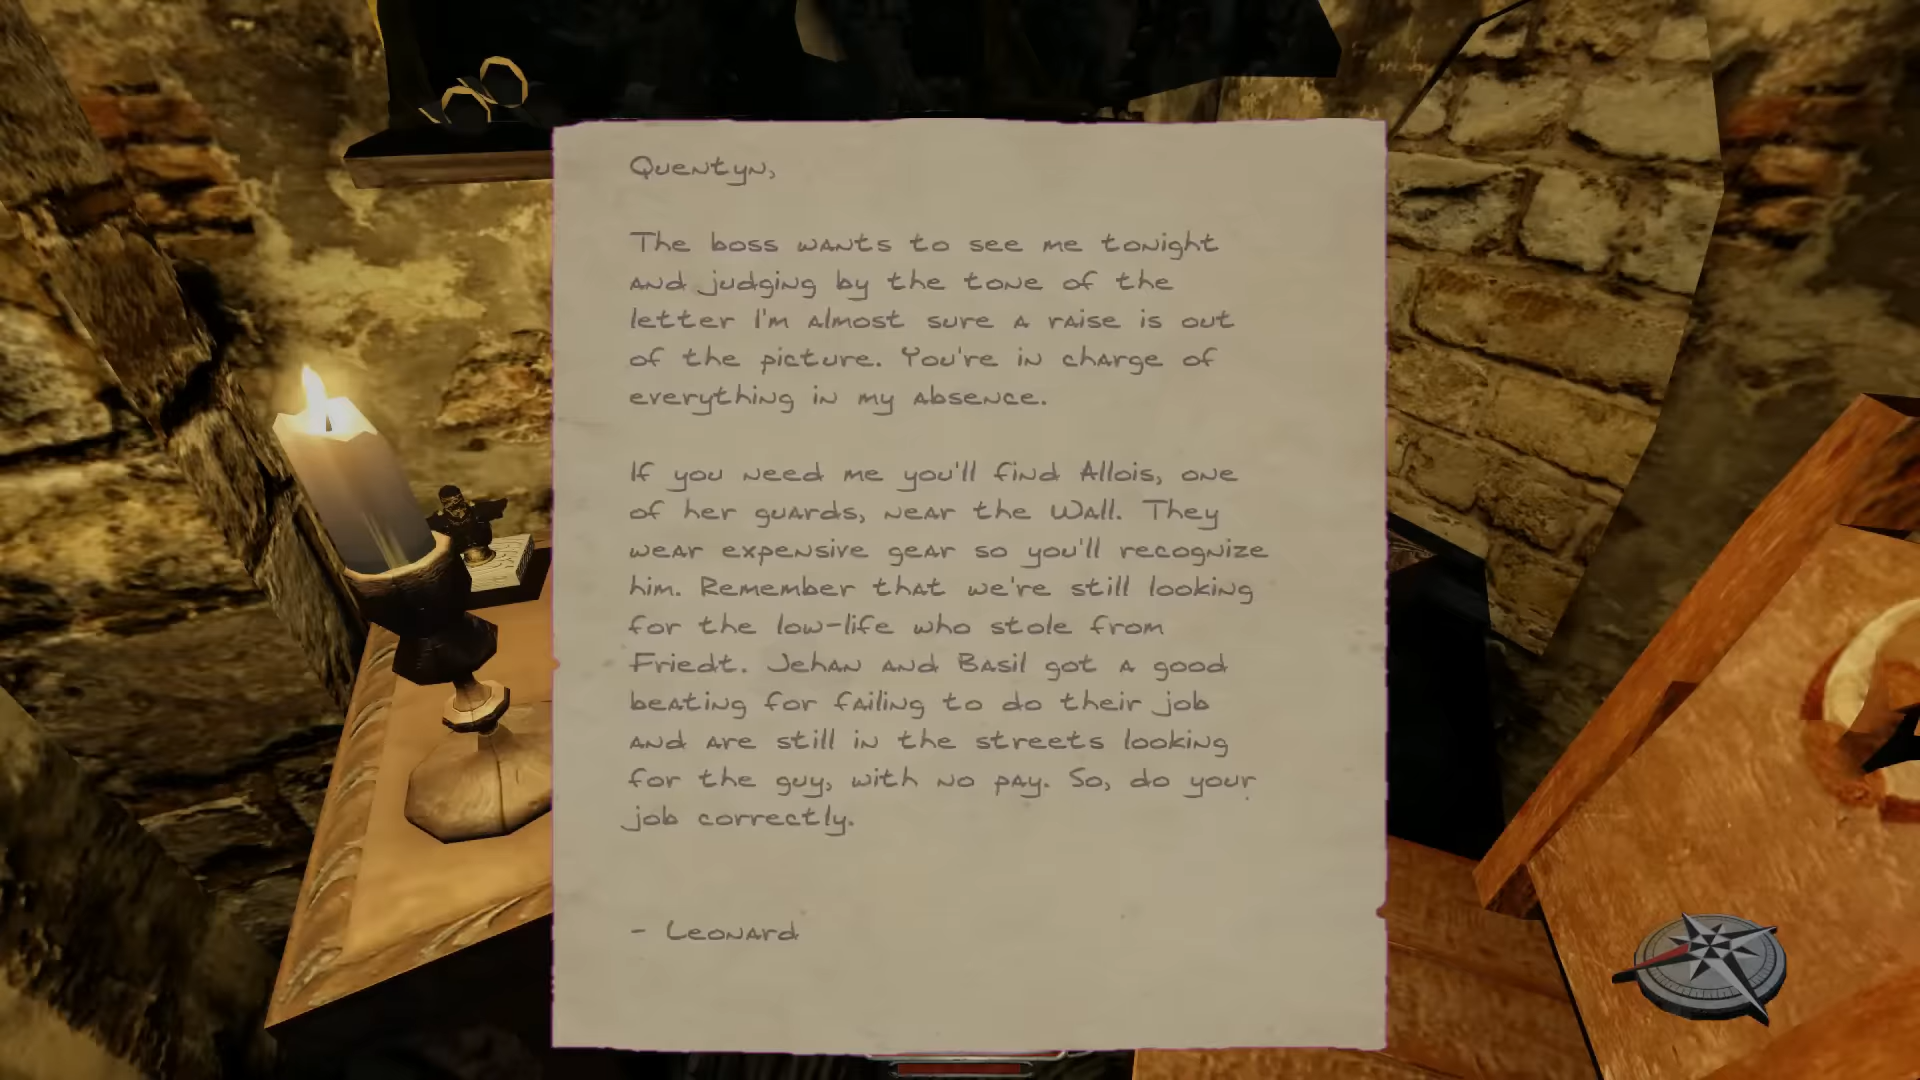 Quentyn,
The boss wants to see me tonight
and judging by the tone of the
letter I'm almost sure a raise is out
of the picture. You're in charge of
everything in my absence.
If you need me you'll find Allois, one
of her guards, near the Wall. They
wear expensive gear so you'll recognize
him. Remember that we're still looking
for the low-life who stole from
Friedt. Jehan and Basil got a good
beating for failing to do their job
and are still in the streets looking
for the guy, with no pay. So, do your
job correctly.
- Leonard